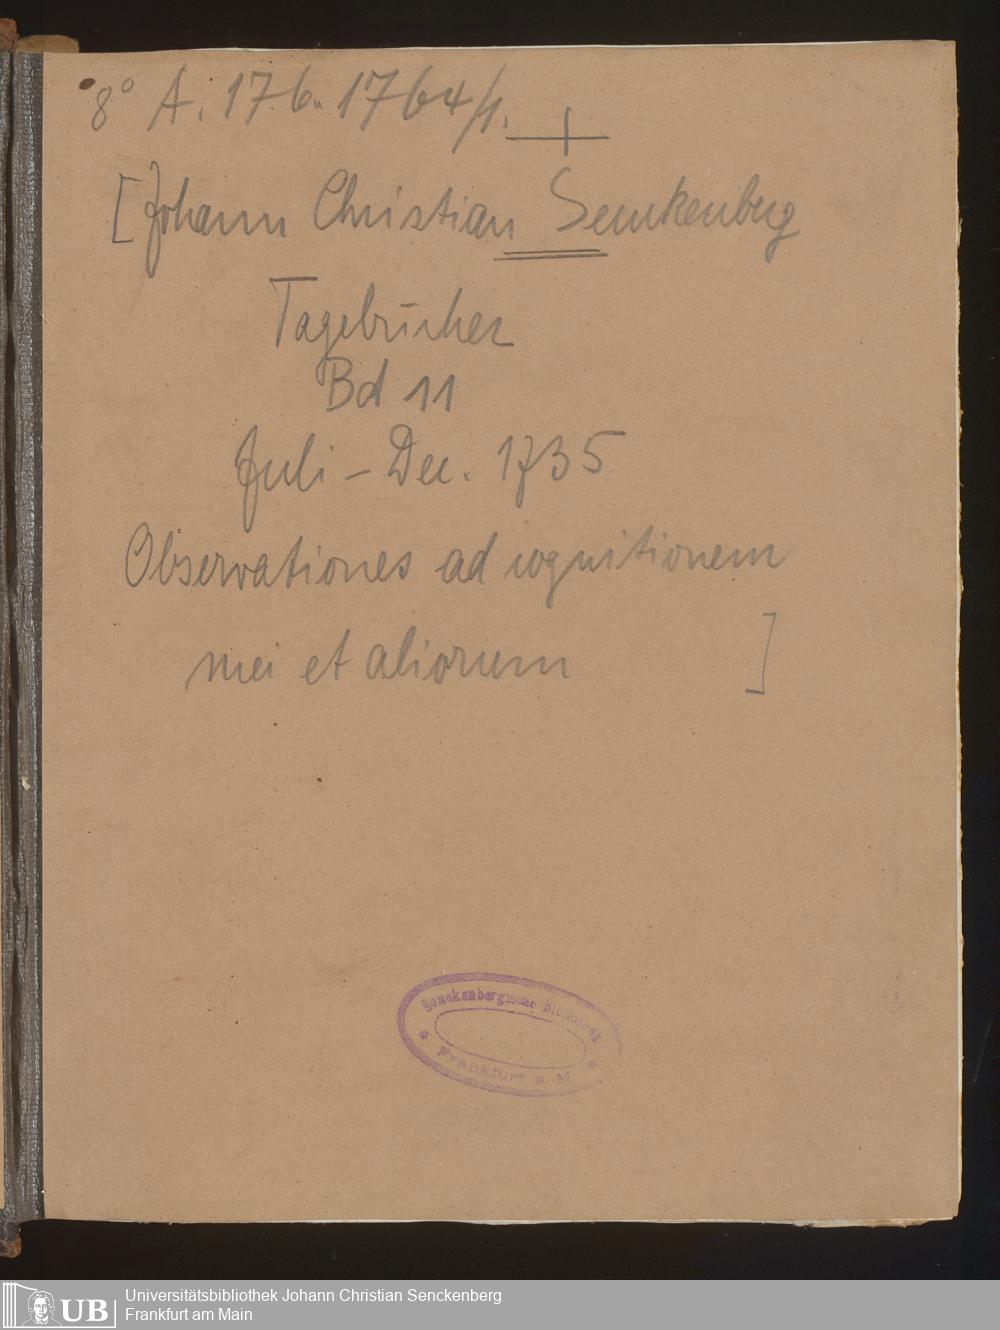 8° A. 176. 1764/1.
[Johann Christian Senckenberg
Tagebücher
Bd 11
Juli – Dec. 1735
Observationes ad cognitionem
mei et aliorum ]
Senckenbergische Bibliothek
Frankfurt a. M.
UB
Universitätsbibliothek Johann Christian Senckenberg
Frankfurt am Main